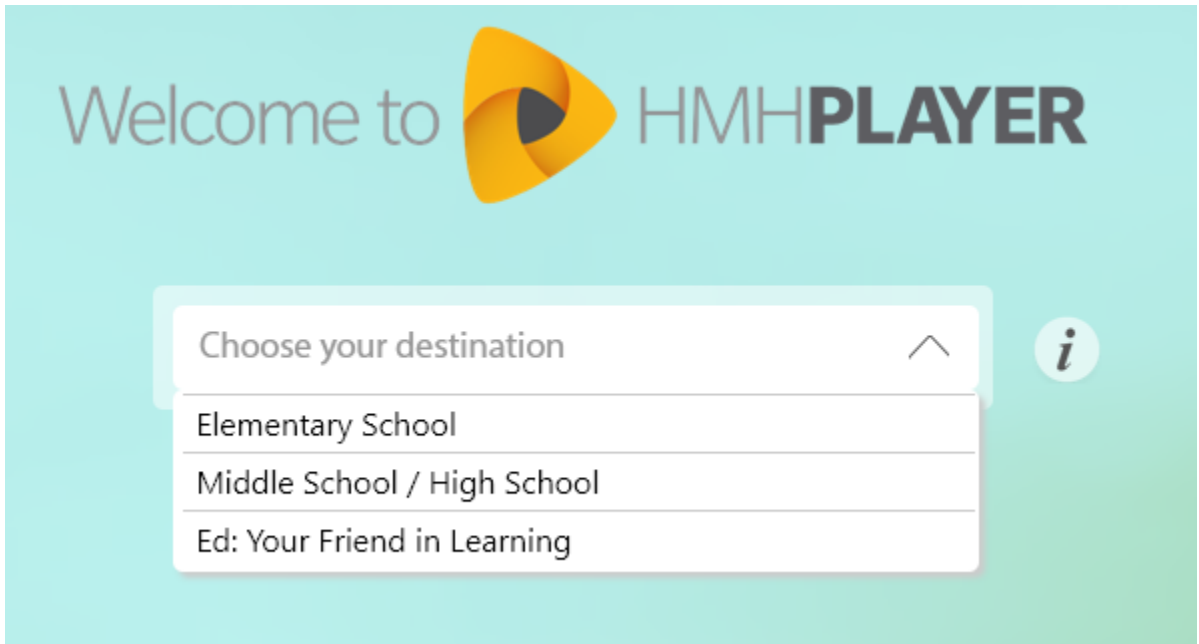 Welcome to HMHPLAYER
Choose your destination
i
Elementary School
Middle School / High School
Ed: Your Friend in Learning